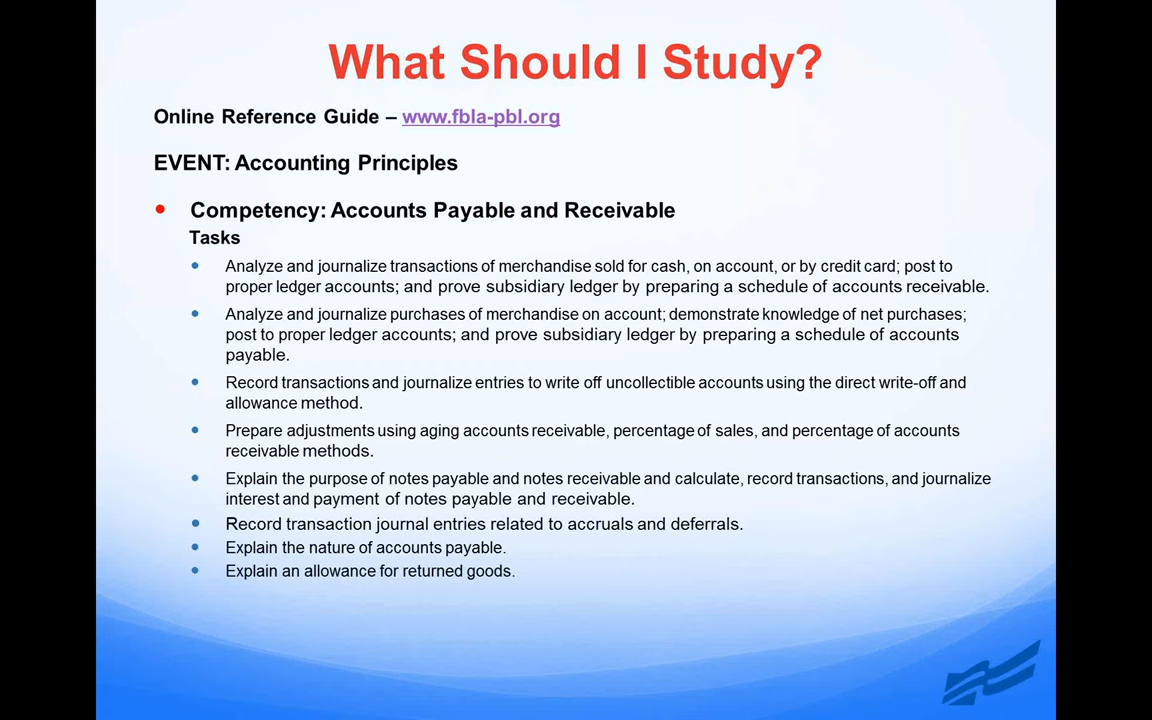 What Should I Study?
Online Reference Guide – www.fbla-pbl.org
EVENT: Accounting Principles
• Competency: Accounts Payable and Receivable
Tasks
• Analyze and journalize transactions of merchandise sold for cash, on account, or by credit card; post to
proper ledger accounts; and prove subsidiary ledger by preparing a schedule of accounts receivable.
• Analyze and journalize purchases of merchandise on account; demonstrate knowledge of net purchases;
post to proper ledger accounts; and prove subsidiary ledger by preparing a schedule of accounts
payable.
• Record transactions and journalize entries to write off uncollectible accounts using the direct write-off and
allowance method.
• Prepare adjustments using aging accounts receivable, percentage of sales, and percentage of accounts
receivable methods.
• Explain the purpose of notes payable and notes receivable and calculate, record transactions, and journalize
interest and payment of notes payable and receivable.
• Record transaction journal entries related to accruals and deferrals.
• Explain the nature of accounts payable.
• Explain an allowance for returned goods.